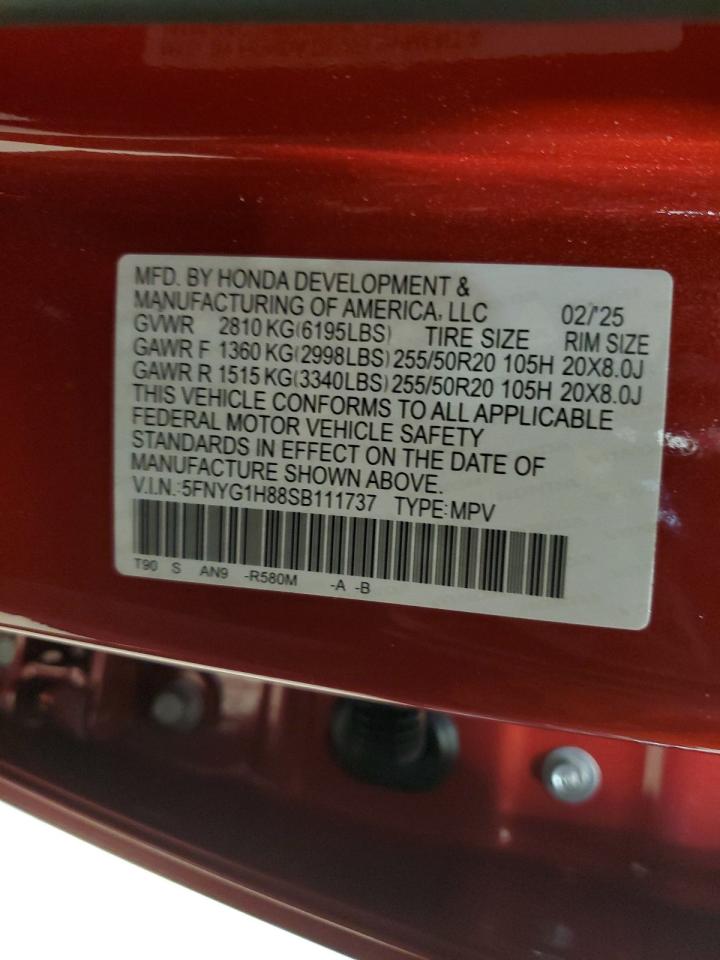 MFD. BY HONDA DEVELOPMENT &
MANUFACTURING OF AMERICA, LLC 02/'25
GVWR 2810 KG(6195LBS) TIRE SIZE RIM SIZE
GAWR F 1360 KG(2998LBS) 255/50R20 105H 20X8.0J
GAWR R 1515 KG(3340LBS) 255/50R20 105H 20X8.0J
THIS VEHICLE CONFORMS TO ALL APPLICABLE
FEDERAL MOTOR VEHICLE SAFETY
STANDARDS IN EFFECT ON THE DATE OF
MANUFACTURE SHOWN ABOVE.
V.I.N.:5FNYG1H88SB111737 TYPE:MPV
T90 S AN9 -R580M -A -B